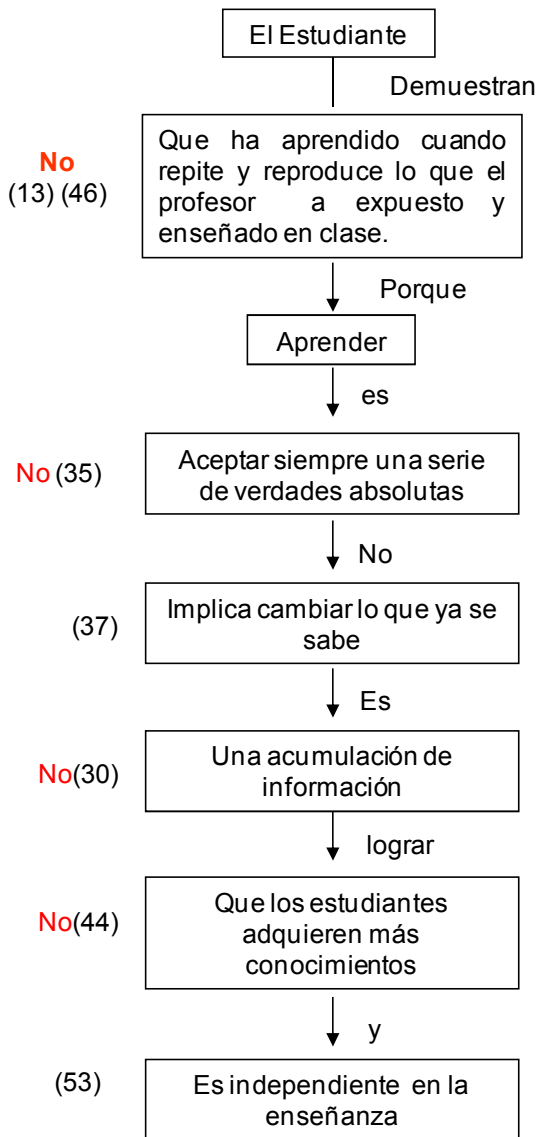 El Estudiante
Demuestran
No
(13) (46)
Que ha aprendido cuando
repite y reproduce lo que el
profesor a expuesto y
enseñado en clase.
Porque
Aprender
es
No (35)
Aceptar siempre una serie
de verdades absolutas
No
(37)
Implica cambiar lo que ya se
sabe
Es
No(30)
Una acumulación de
información
lograr
No(44)
Que los estudiantes
adquieren más
conocimientos
y
(53)
Es independiente en la
enseñanza